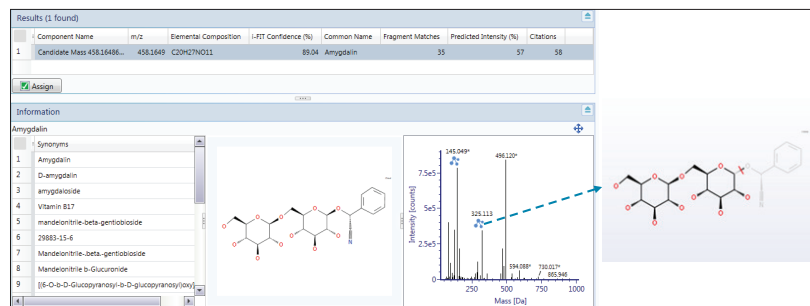 Results (1 found)
Component Name m/z Elemental Composition i-FIT Confidence (%) Common Name Fragment Matches Predicted Intensity (%) Citations
1 Candidate Mass 458.16486... 458.1649 C20H27NO11 89.04 Amygdalin 35 57 58
Assign
Information
Amygdalin
Synonyms
1 Amygdalin
2 D-amygdalin
3 amygdaloside
4 Vitamin B17
5 mandelonitrile-beta-gentiobioside
6 29883-15-6
7 Mandelonitrile-.beta.-gentiobioside
8 Mandelonitrile b-Glucuronide
9 [(6-O-b-D-Glucopyranosyl-b-D-glucopyranosyl)oxy]
Intensity [counts]
7.5e5
5e5
2.5e5
0
145.049*
496.120*
325.113
594.088*
730.017*
865.946
250 500 750 1000
Mass [Da]